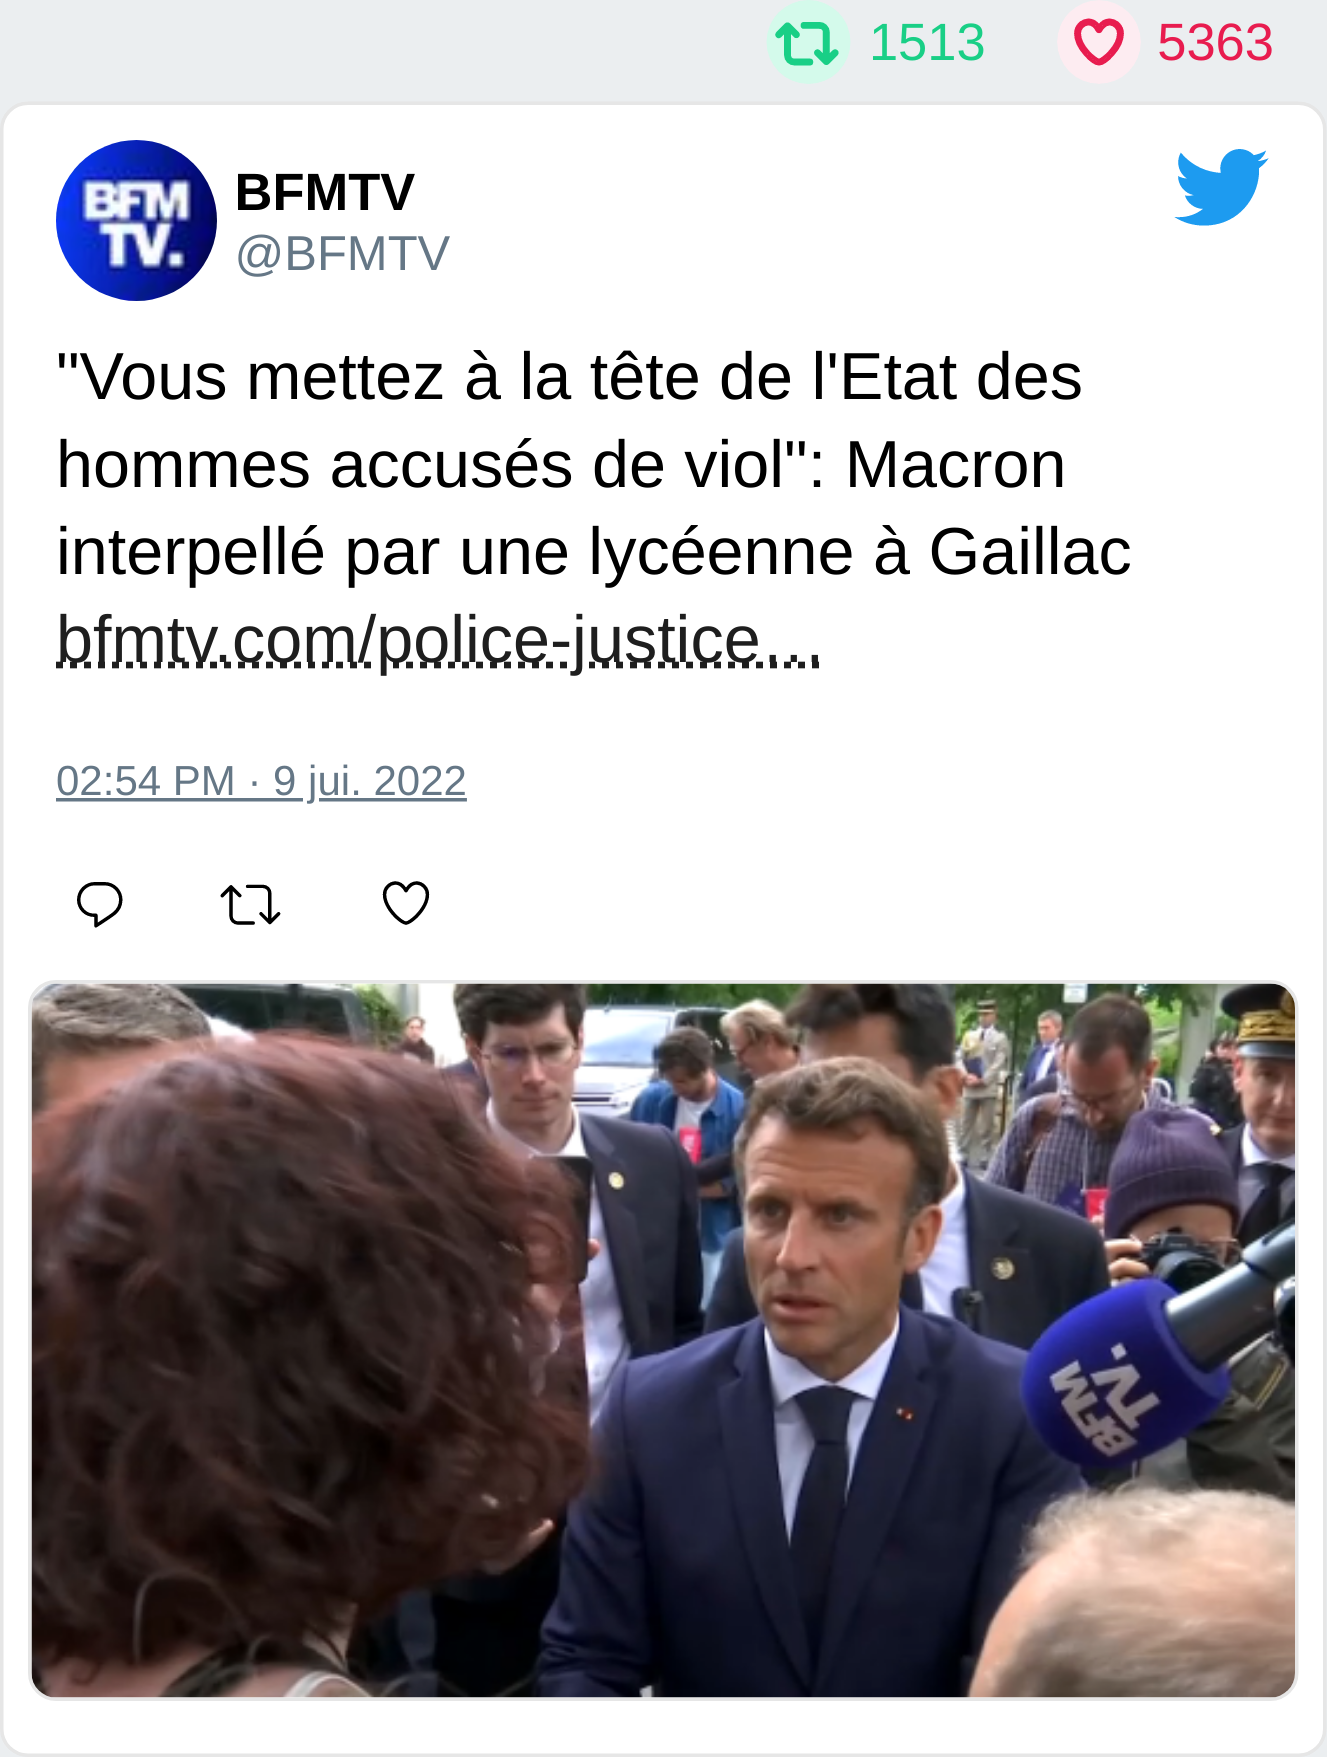 1513 5363
BFM
TV.
BFMTV
@BFMTV
"Vous mettez à la tête de l'Etat des
hommes accusés de viol": Macron
interpellé par une lycéenne à Gaillac
bfmtv.com/police-justice…
02:54 PM · 9 jui. 2022
BFM
TV.